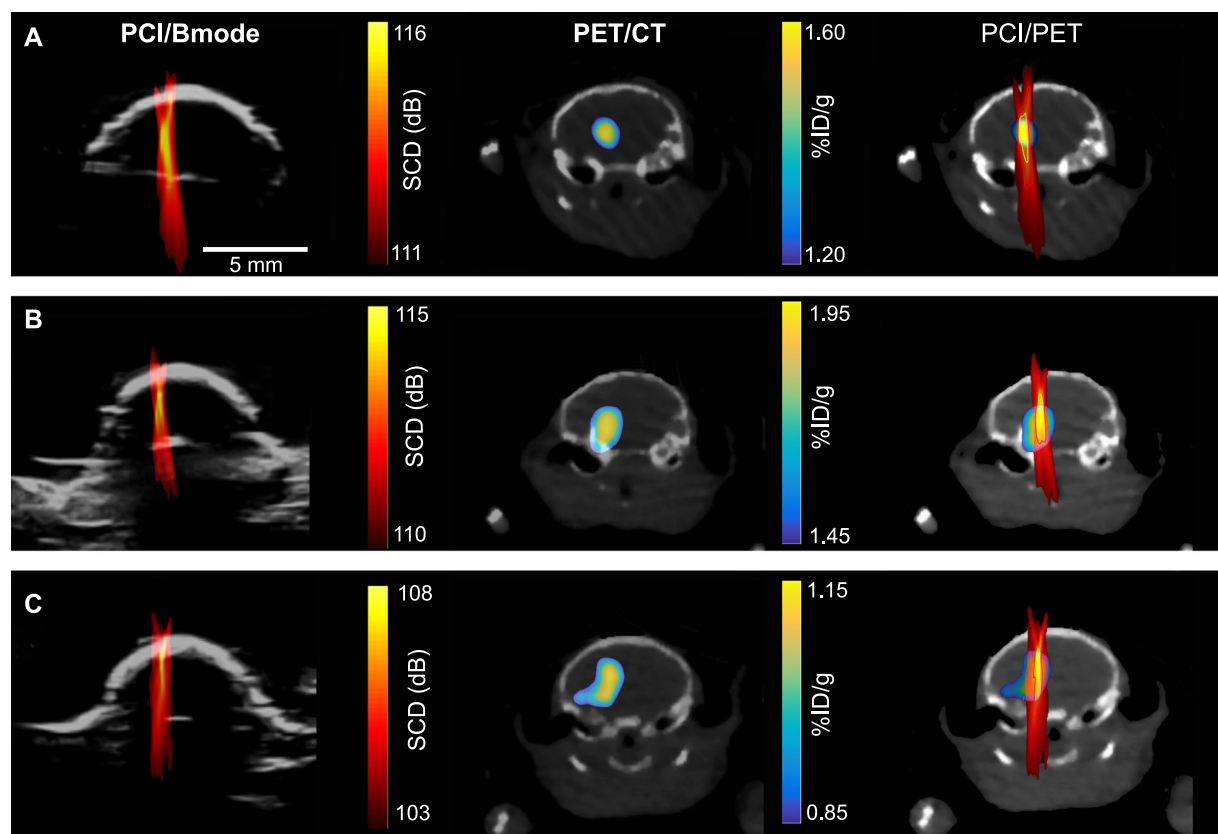 A
PCI/Bmode
116
SCD (dB)
111
5 mm
PET/CT
1.60
%ID/g
1.20
PCI/PET
B
115
SCD (dB)
110
1.95
%ID/g
1.45
C
108
SCD (dB)
103
1.15
%ID/g
0.85